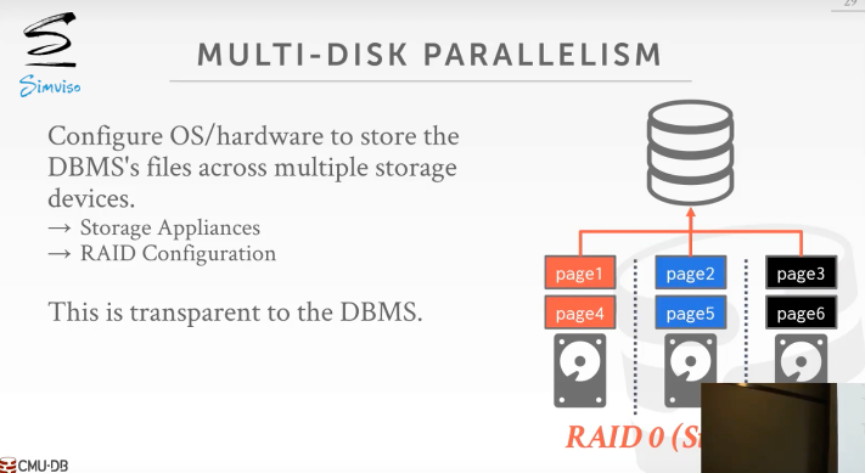 29
Simviso
MULTI-DISK PARALLELISM
Configure OS/hardware to store the
DBMS's files across multiple storage
devices.
→ Storage Appliances
→ RAID Configuration
This is transparent to the DBMS.
page1 page2 page3
page4 page5 page6
RAID 0
CMU·DB